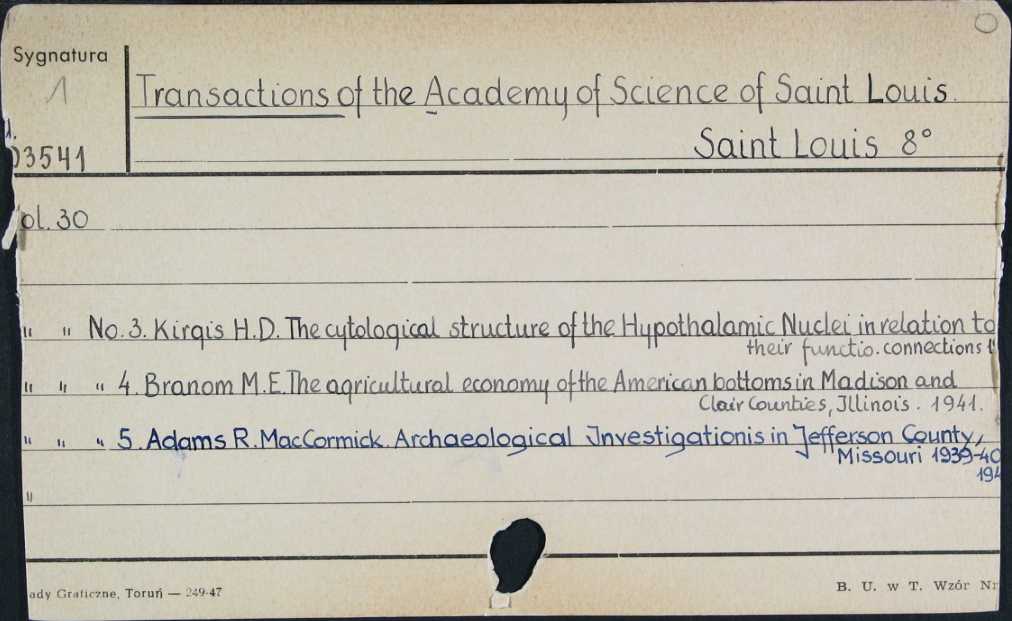 Sygnatura
1
03541
Transactions of the Academy of Science of Saint Louis.
Saint Louis 8°
ol. 30
" " No. 3. Kirgis H.D. The cytological structure of the Hypothalamic Nuclei in relation to
their functio. connections
" " " 4. Branom M.E. The agricultural economy of the American bottoms in Madison and
Clair Counties, Illinois. 1941.
" " " 5. Adams R. MacCormick. Archaeological Investigationis in Jefferson County,
Missouri 1939-40
194
"
ady Graficzne, Toruń — 249-47
B. U. w T. Wzór Nr